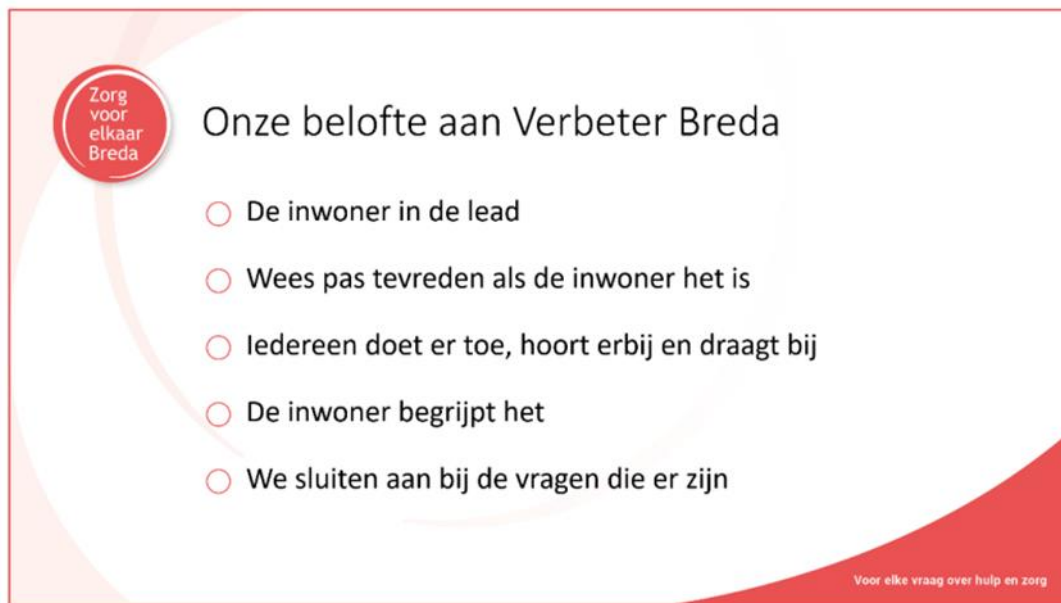 Zorg
voor
elkaar
Breda
Onze belofte aan Verbeter Breda
De inwoner in de lead
Wees pas tevreden als de inwoner het is
Iedereen doet er toe, hoort erbij en draagt bij
De inwoner begrijpt het
We sluiten aan bij de vragen die er zijn
Voor elke vraag over hulp en zorg